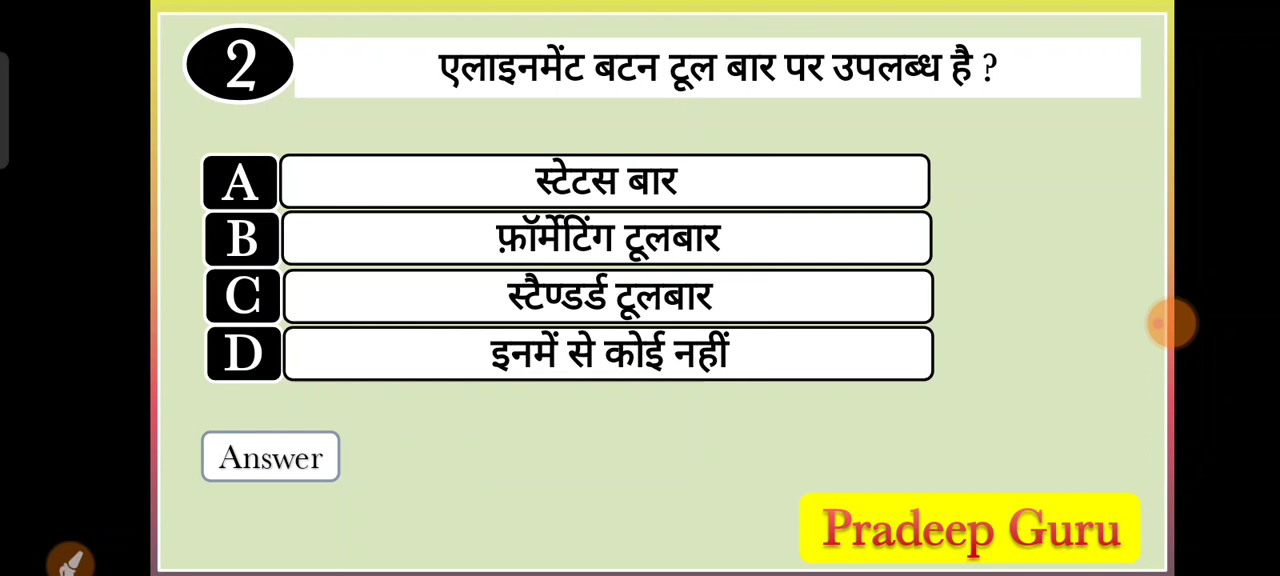 2
एलाइनमेंट बटन टूल बार पर उपलब्ध है ?
A
स्टेटस बार
B
फ़ॉर्मेटिंग टूलबार
C
स्टैण्डर्ड टूलबार
D
इनमें से कोई नहीं
Answer
Pradeep Guru